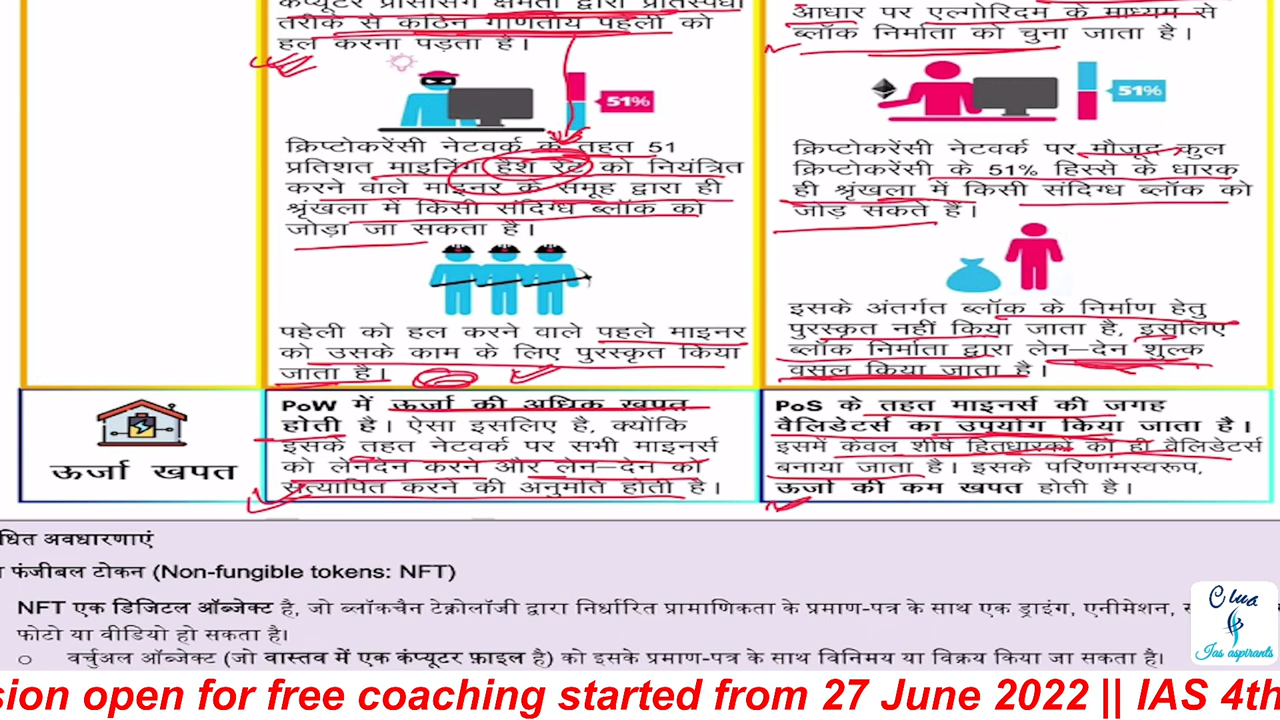 कंप्यूटर प्रोसेसिंग क्षमता द्वारा प्रतिस्पर्धी
तरीके से कठिन गणितीय पहेली को
हल करना पड़ता है।
51%
क्रिप्टोकरेंसी नेटवर्क के तहत 51
प्रतिशत माइनिंग हैश रेट को नियंत्रित
करने वाले माइनर के समूह द्वारा ही
श्रृंखला में किसी संदिग्ध ब्लॉक को
जोड़ा जा सकता है।
पहेली को हल करने वाले पहले माइनर
को उसके काम के लिए पुरस्कृत किया
जाता है।
आधार पर एल्गोरिदम के माध्यम से
ब्लॉक निर्माता को चुना जाता है।
51%
क्रिप्टोकरेंसी नेटवर्क पर मौजूद कुल
क्रिप्टोकरेंसी के 51% हिस्से के धारक
ही श्रृंखला में किसी संदिग्ध ब्लॉक को
जोड़ सकते हैं।
इसके अंतर्गत ब्लॉक के निर्माण हेतु
पुरस्कृत नहीं किया जाता है, इसलिए
ब्लॉक निर्माता द्वारा लेन–देन शुल्क
वसूल किया जाता है।
ऊर्जा खपत
PoW में ऊर्जा की अधिक खपत
होती है। ऐसा इसलिए है, क्योंकि
इसके तहत नेटवर्क पर सभी माइनर्स
को लेनदेन करने और लेन–देन को
सत्यापित करने की अनुमति होती है।
PoS के तहत माइनर्स की जगह
वैलिडेटर्स का उपयोग किया जाता है।
इसमें केवल शीर्ष हितधारकों को ही वैलिडेटर्स
बनाया जाता है। इसके परिणामस्वरूप,
ऊर्जा की कम खपत होती है।
धित अवधारणाएं
फंजीबल टोकन (Non-fungible tokens: NFT)
NFT एक डिजिटल ऑब्जेक्ट है, जो ब्लॉकचैन टेक्नोलॉजी द्वारा निर्धारित प्रामाणिकता के प्रमाण-पत्र के साथ एक ड्राइंग, एनीमेशन,
फोटो या वीडियो हो सकता है।
वर्चुअल ऑब्जेक्ट (जो वास्तव में एक कंप्यूटर फ़ाइल है) को इसके प्रमाण-पत्र के साथ विनिमय या विक्रय किया जा सकता है।
Ias aspirants
sion open for free coaching started from 27 June 2022 || IAS 4th